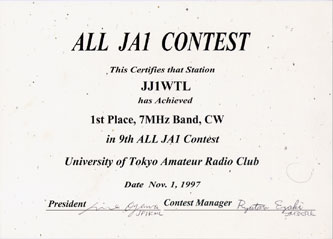 ALL JA1 CONTEST
This Certifies that Station
JJ1WTL
has Achieved
1st Place, 7MHz Band, CW
in 9th ALL JA1 Contest
University of Tokyo Amateur Radio Club
Date Nov. 1, 1997
President Contest Manager